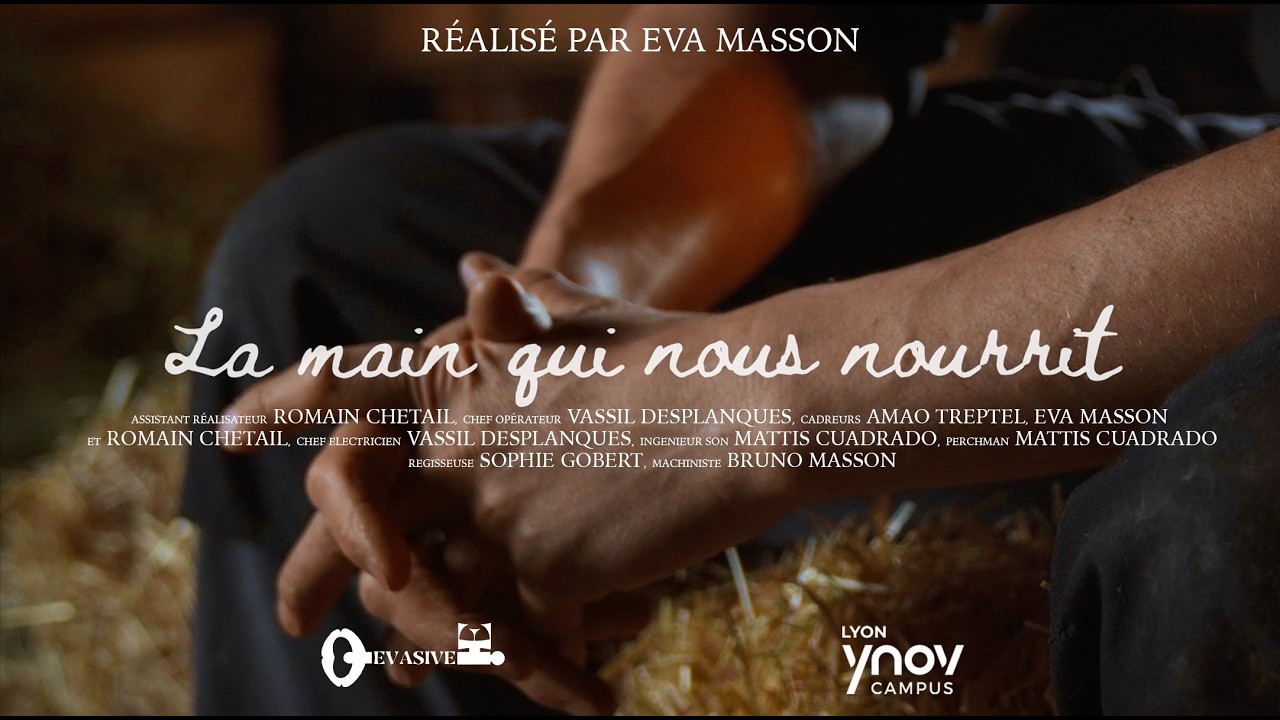 RÉALISÉ PAR EVA MASSON
La main qui nous nourrit
ASSISTANT RÉALISATEUR ROMAIN CHETAIL, CHEF OPÉRATEUR VASSIL DESPLANQUES, CADREURS AMAO TREPTEL, EVA MASSON
ET ROMAIN CHETAIL, CHEF ELECTRICIEN VASSIL DESPLANQUES, INGENIEUR SON MATTIS CUADRADO, PERCHMAN MATTIS CUADRADO
REGISSEUSE SOPHIE GOBERT, MACHINISTE BRUNO MASSON
EVASIVE
LYON
YNOV
CAMPUS